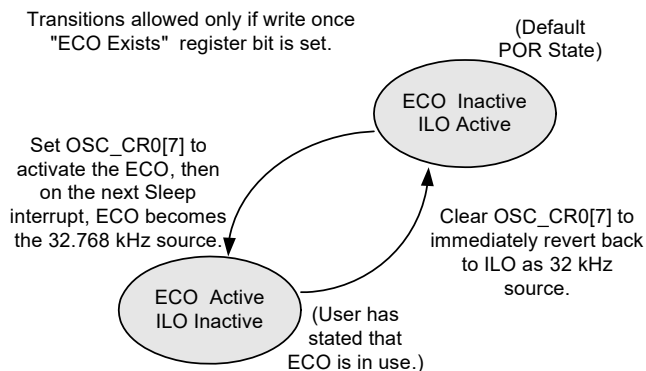 Transitions allowed only if write once
"ECO Exists" register bit is set.
(Default
POR State)
ECO Inactive
ILO Active
Set OSC_CR0[7] to
activate the ECO, then
on the next Sleep
interrupt, ECO becomes
the 32.768 kHz source.
Clear OSC_CR0[7] to
immediately revert back
to ILO as 32 kHz
source.
ECO Active
ILO Inactive
(User has
stated that
ECO is in use.)